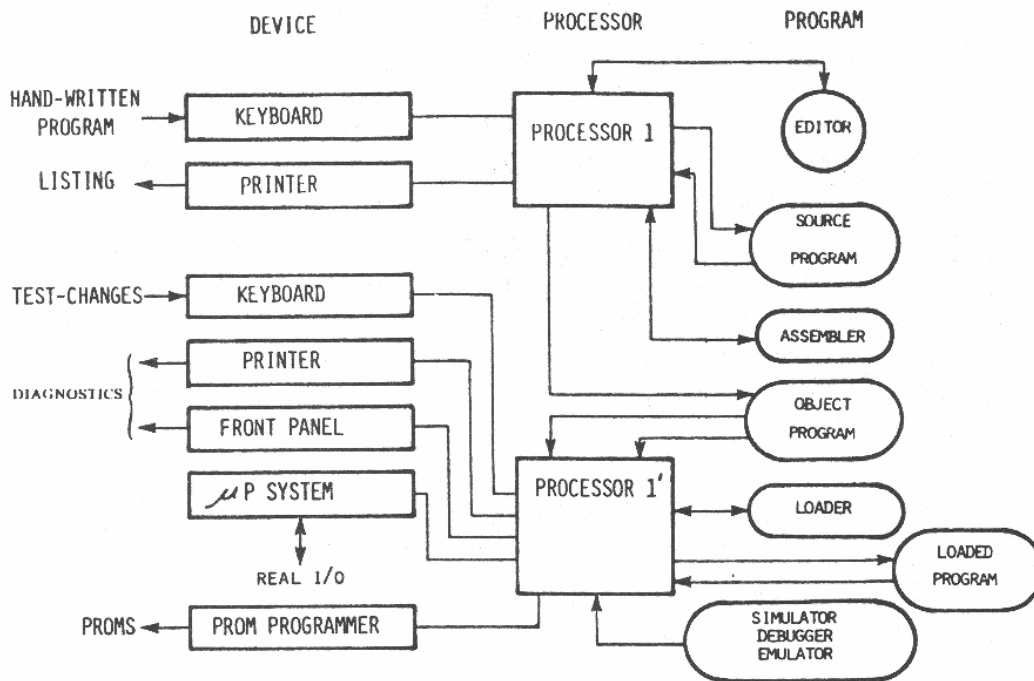 DEVICE
PROCESSOR
PROGRAM
HAND-WRITTEN
PROGRAM
KEYBOARD
PROCESSOR 1
EDITOR
LISTING
PRINTER
SOURCE
PROGRAM
TEST-CHANGES
KEYBOARD
ASSEMBLER
PRINTER
DIAGNOSTICS
OBJECT
PROGRAM
FRONT PANEL
PROCESSOR 1'
μP SYSTEM
LOADER
REAL I/O
LOADED
PROGRAM
PROMS
PROM PROGRAMMER
SIMULATOR
DEBUGGER
EMULATOR